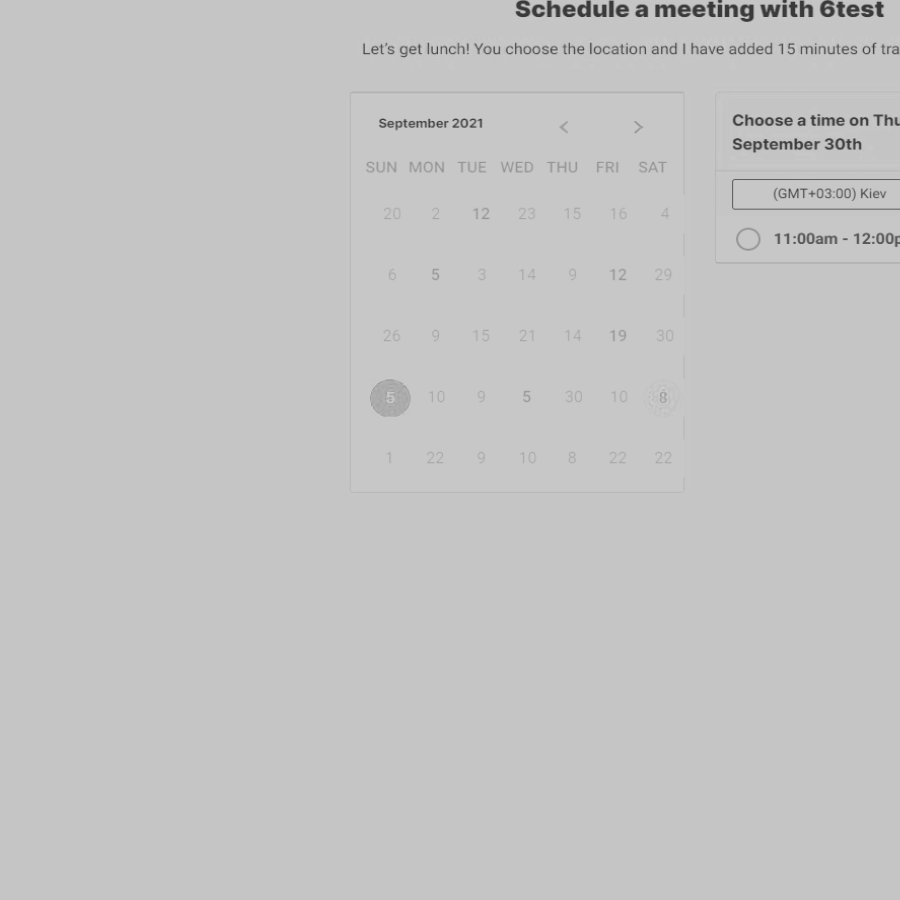 Schedule a meeting with 6test
Let's get lunch! You choose the location and I have added 15 minutes of tra
September 2021
SUN MON TUE WED THU FRI SAT
20 2 12 23 15 16 4
6 5 3 14 9 12 29
26 9 15 21 14 19 30
5 10 9 5 30 10 8
1 22 9 10 8 22 22
Choose a time on Thu
September 30th
(GMT+03:00) Kiev
11:00am - 12:00p